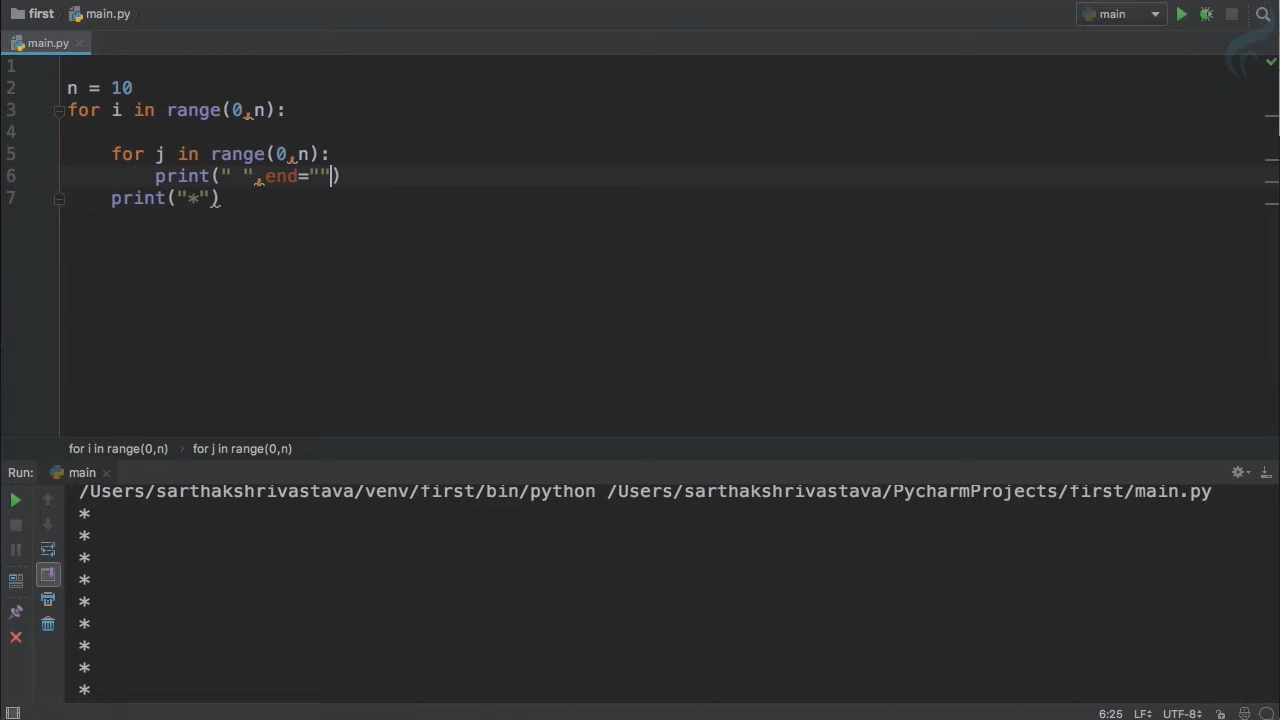 first main.py main
main.py
1
2 n = 10
3 for i in range(0,n):
4
5 for j in range(0,n):
6 print(" ",end="")
7 print("*")
for i in range(0,n) for j in range(0,n)
Run: main
/Users/sarthakshrivastava/venv/first/bin/python /Users/sarthakshrivastava/PycharmProjects/first/main.py
*
*
*
*
*
*
*
*
*
6:25 LF UTF-8